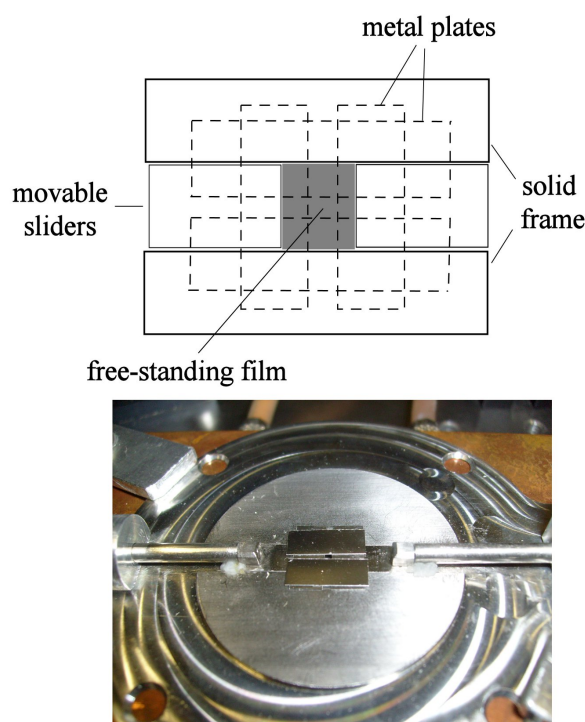 metal plates
movable
sliders
solid
frame
free-standing film